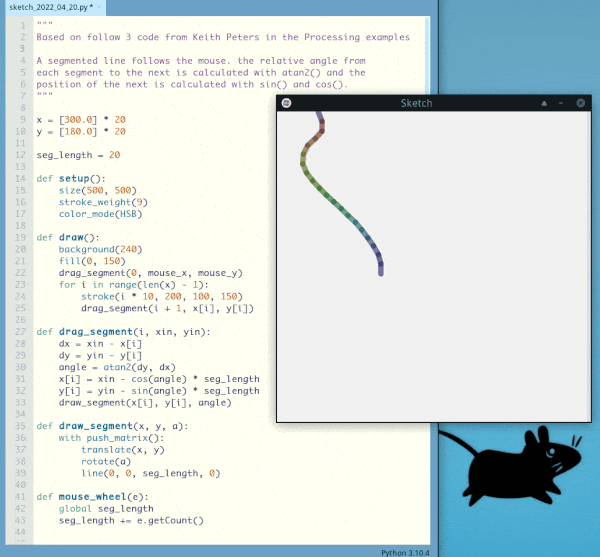 sketch_2022_04_20.py *
1 """
2 Based on follow 3 code from Keith Peters in the Processing examples
3
4 A segmented line follows the mouse. the relative angle from
5 each segment to the next is calculated with atan2() and the
6 position of the next is calculated with sin() and cos().
7 """
8
9 x = [300.0] * 20
10 y = [180.0] * 20
11
12 seg_length = 20
13
14 def setup():
15     size(500, 500)
16     stroke_weight(9)
17     color_mode(HSB)
18
19 def draw():
20     background(240)
21     fill(0, 150)
22     drag_segment(0, mouse_x, mouse_y)
23     for i in range(len(x) - 1):
24         stroke(i * 10, 200, 100, 150)
25         drag_segment(i + 1, x[i], y[i])
26
27 def drag_segment(i, xin, yin):
28     dx = xin - x[i]
29     dy = yin - y[i]
30     angle = atan2(dy, dx)
31     x[i] = xin - cos(angle) * seg_length
32     y[i] = yin - sin(angle) * seg_length
33     draw_segment(x[i], y[i], angle)
34
35 def draw_segment(x, y, a):
36     with push_matrix():
37         translate(x, y)
38         rotate(a)
39         line(0, 0, seg_length, 0)
40
41 def mouse_wheel(e):
42     global seg_length
43     seg_length += e.getCount()
44
Sketch
Python 3.10.4